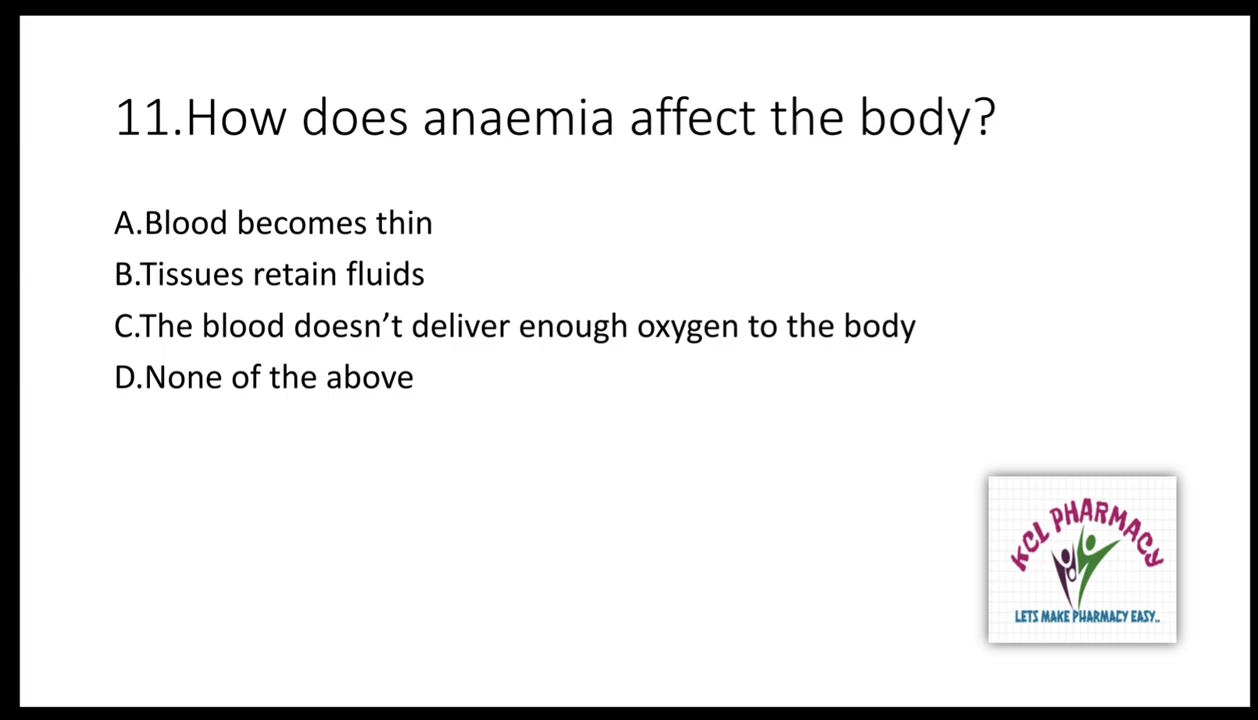 11.How does anaemia affect the body?
A.Blood becomes thin
B.Tissues retain fluids
C.The blood doesn’t deliver enough oxygen to the body
D.None of the above
KCL PHARMACY
LETS MAKE PHARMACY EASY..